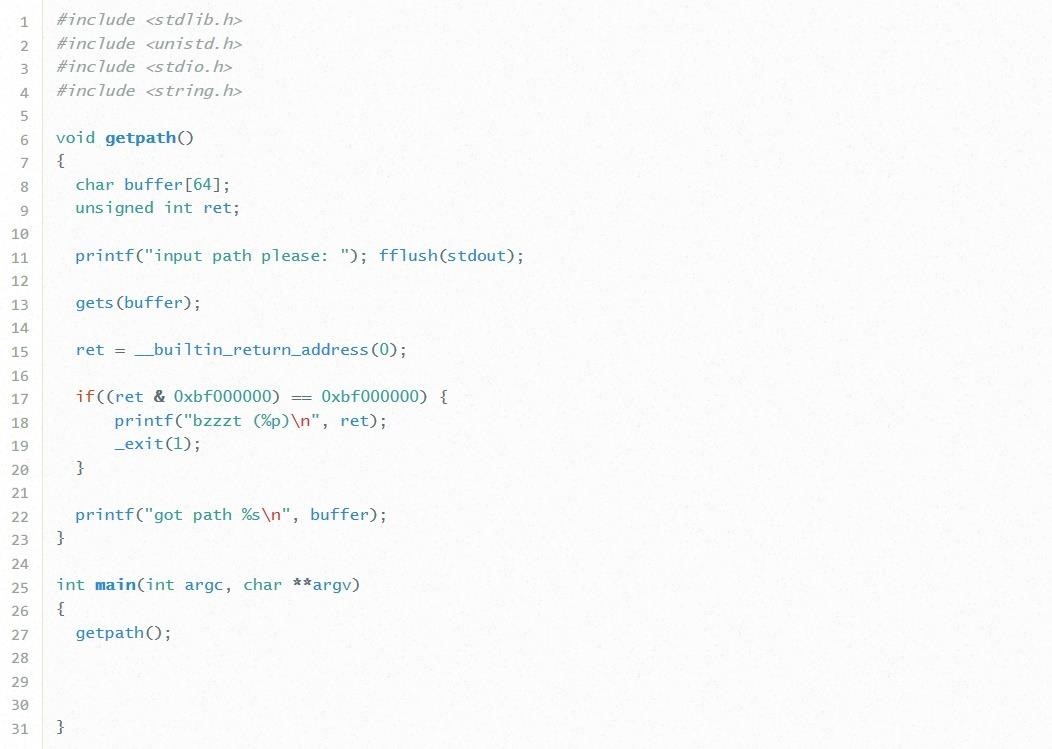 1 #include <stdlib.h>
2 #include <unistd.h>
3 #include <stdio.h>
4 #include <string.h>
5
6 void getpath()
7 {
8   char buffer[64];
9   unsigned int ret;
10
11   printf("input path please: "); fflush(stdout);
12
13   gets(buffer);
14
15   ret = __builtin_return_address(0);
16
17   if((ret & 0xbf000000) == 0xbf000000) {
18       printf("bzzzt (%p)\n", ret);
19       _exit(1);
20   }
21
22   printf("got path %s\n", buffer);
23 }
24
25 int main(int argc, char **argv)
26 {
27   getpath();
28
29
30
31 }